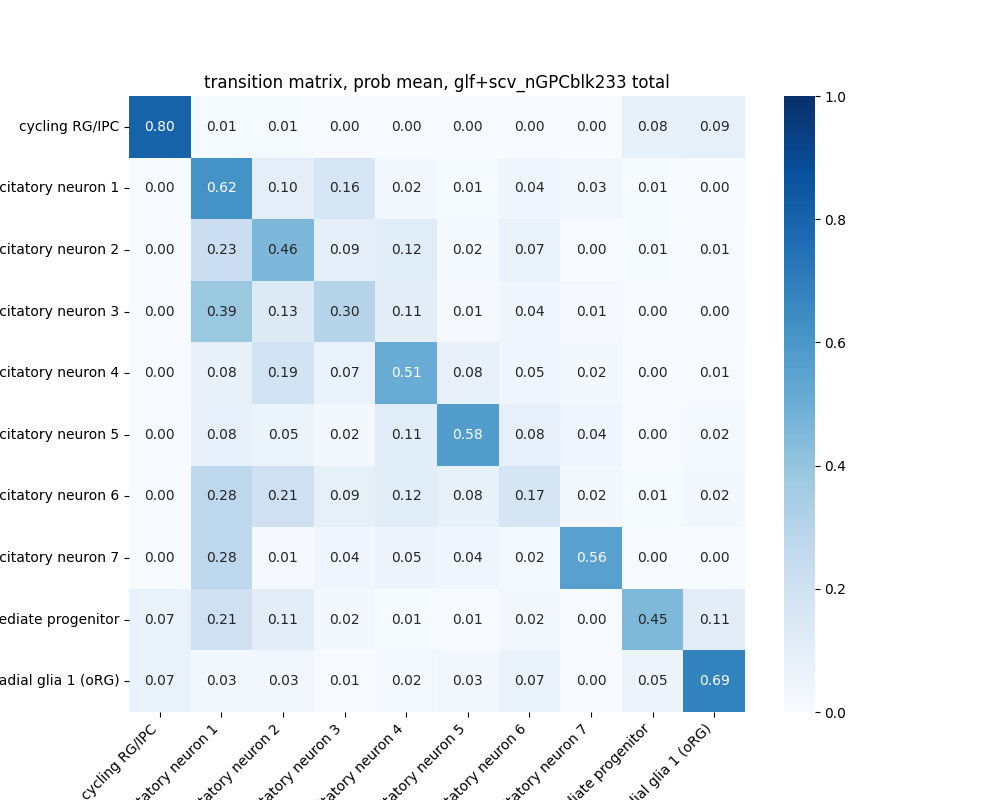 transition matrix, prob mean, glf+scv_nGPCblk233 total
cycling RG/IPC 0.80 0.01 0.01 0.00 0.00 0.00 0.00 0.00 0.08 0.09
citatory neuron 1 0.00 0.62 0.10 0.16 0.02 0.01 0.04 0.03 0.01 0.00
citatory neuron 2 0.00 0.23 0.46 0.09 0.12 0.02 0.07 0.00 0.01 0.01
citatory neuron 3 0.00 0.39 0.13 0.30 0.11 0.01 0.04 0.01 0.00 0.00
citatory neuron 4 0.00 0.08 0.19 0.07 0.51 0.08 0.05 0.02 0.00 0.01
citatory neuron 5 0.00 0.08 0.05 0.02 0.11 0.58 0.08 0.04 0.00 0.02
citatory neuron 6 0.00 0.28 0.21 0.09 0.12 0.08 0.17 0.02 0.01 0.02
citatory neuron 7 0.00 0.28 0.01 0.04 0.05 0.04 0.02 0.56 0.00 0.00
ediate progenitor 0.07 0.21 0.11 0.02 0.01 0.01 0.02 0.00 0.45 0.11
adial glia 1 (oRG) 0.07 0.03 0.03 0.01 0.02 0.03 0.07 0.00 0.05 0.69
cycling RG/IPC
tatory neuron 1
tatory neuron 2
tatory neuron 3
tatory neuron 4
tatory neuron 5
tatory neuron 6
tatory neuron 7
diate progenitor
dial glia 1 (oRG)
1.0
0.8
0.6
0.4
0.2
0.0